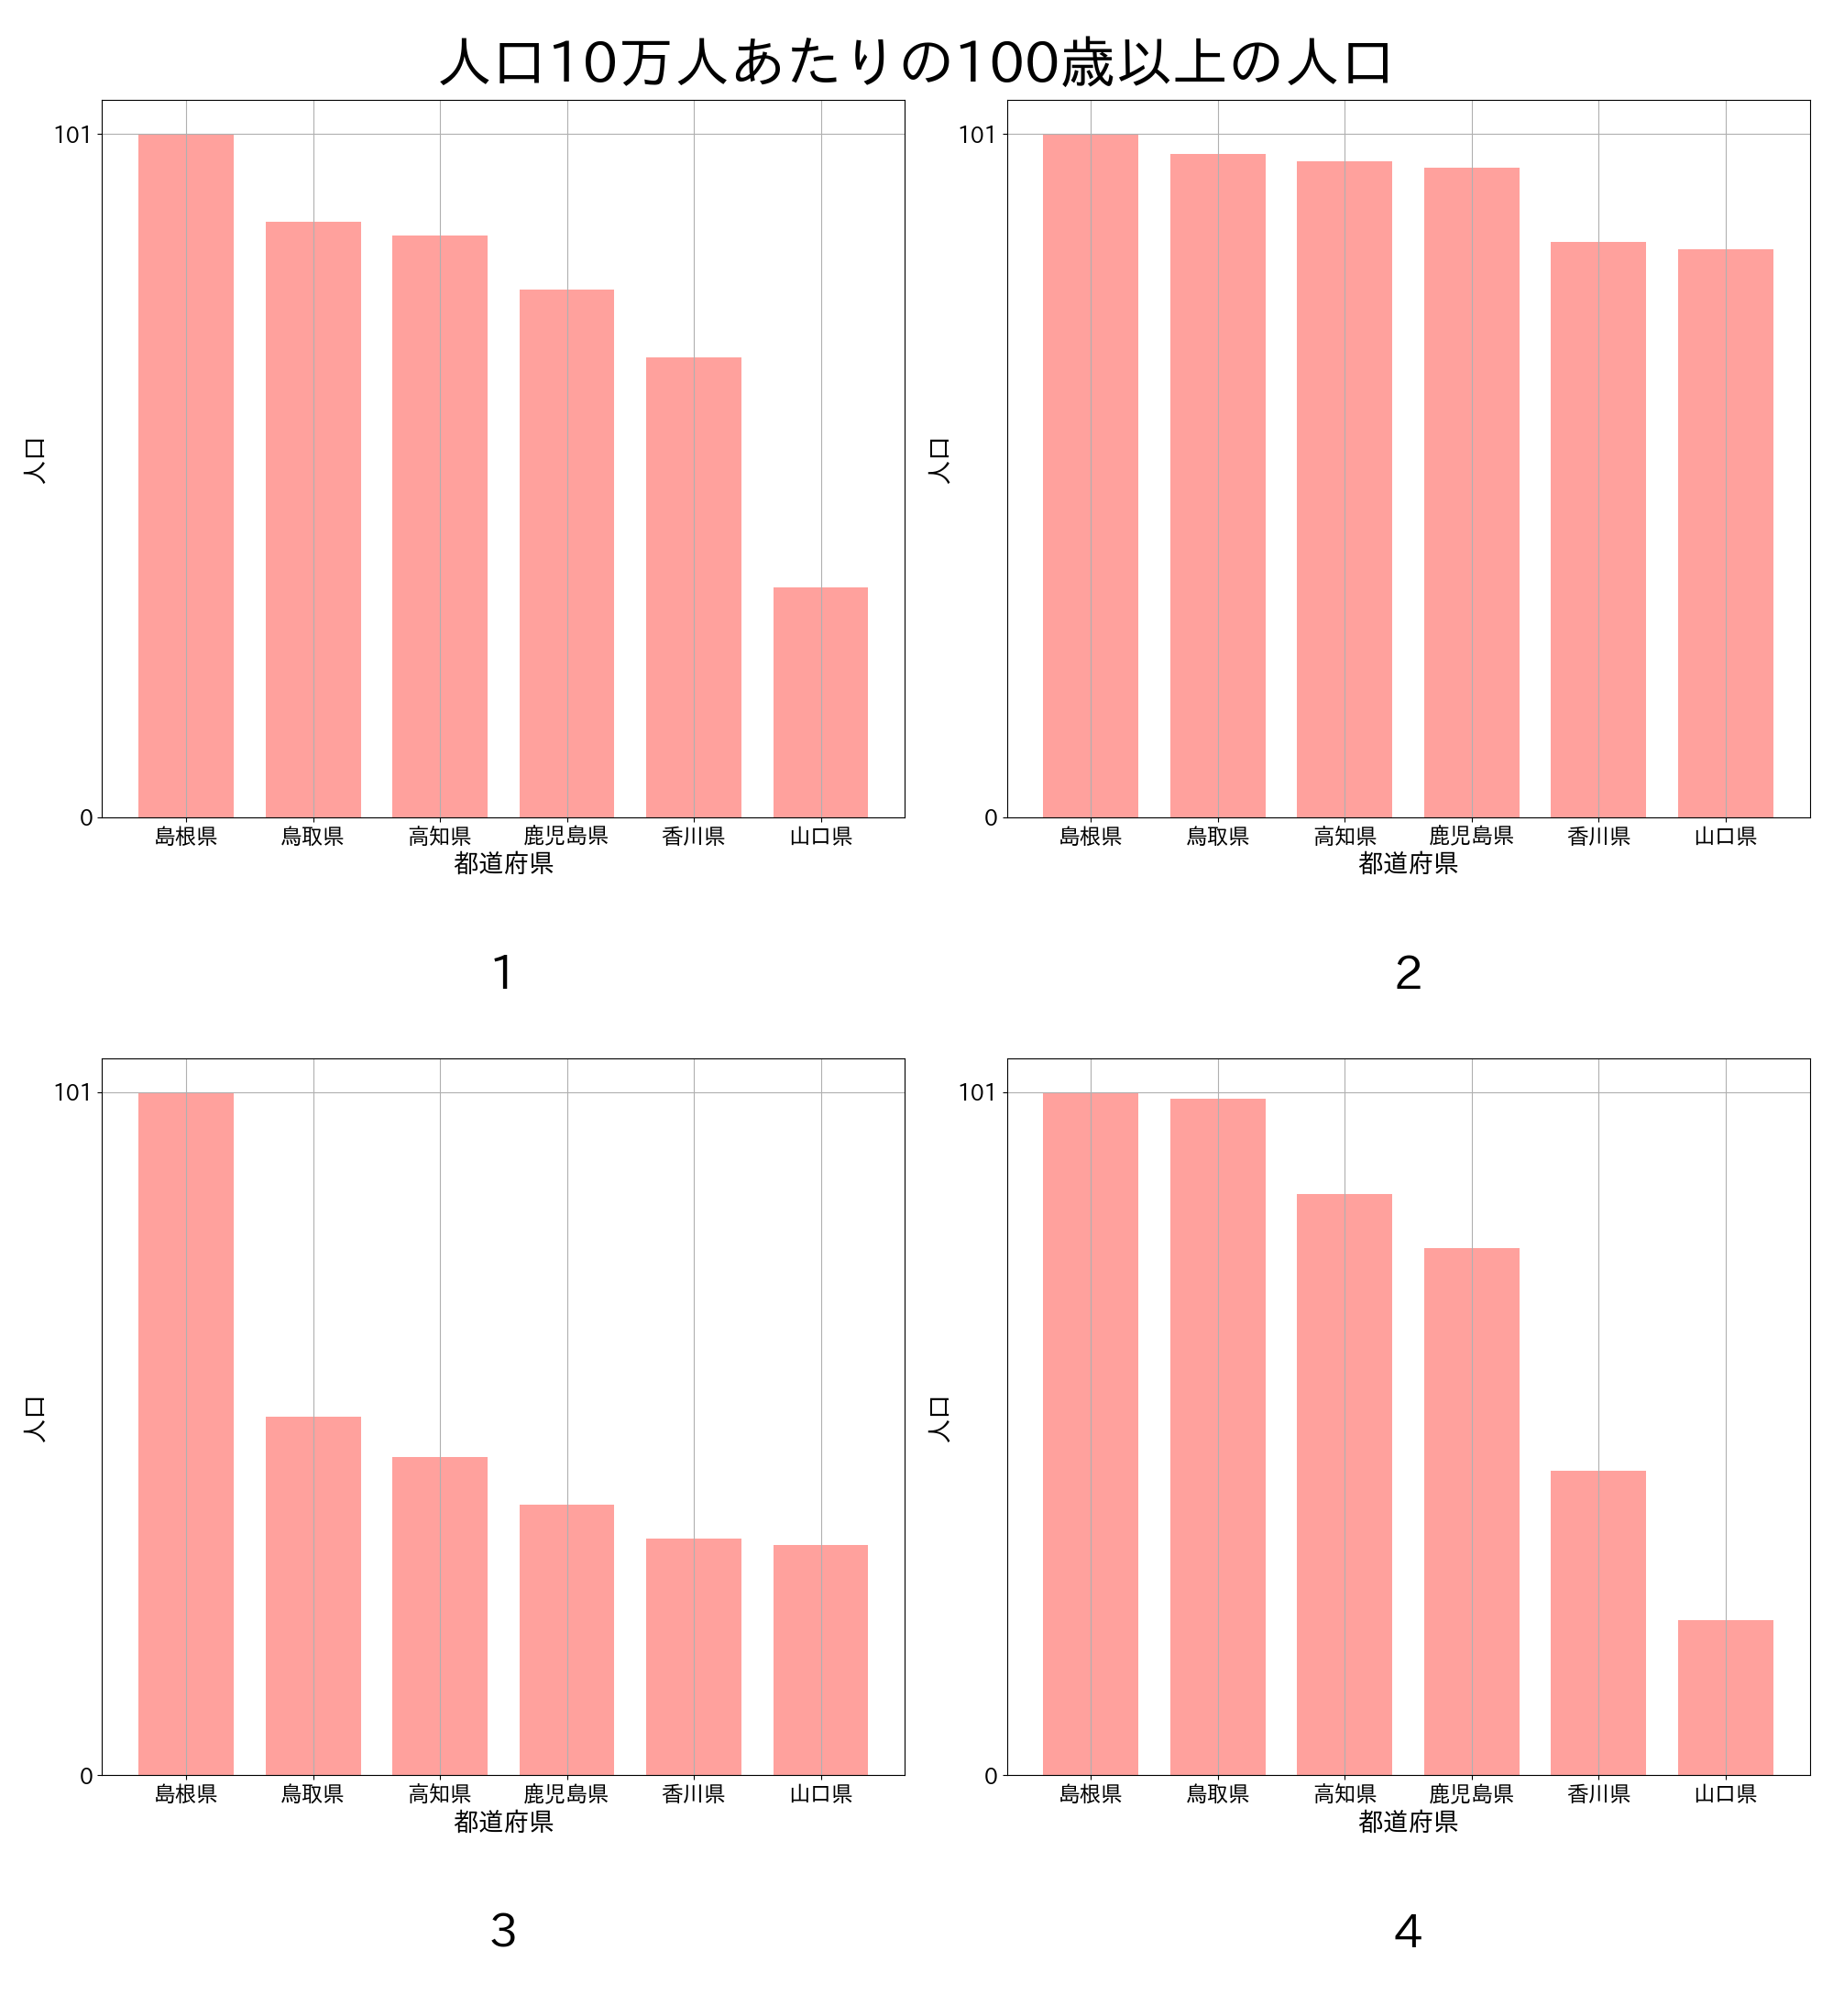 人口10万人あたりの100歳以上の人口
101
0
人口
島根県 鳥取県 高知県 鹿児島県 香川県 山口県
都道府県
1
101
0
人口
島根県 鳥取県 高知県 鹿児島県 香川県 山口県
都道府県
2
101
0
人口
島根県 鳥取県 高知県 鹿児島県 香川県 山口県
都道府県
3
101
0
人口
島根県 鳥取県 高知県 鹿児島県 香川県 山口県
都道府県
4